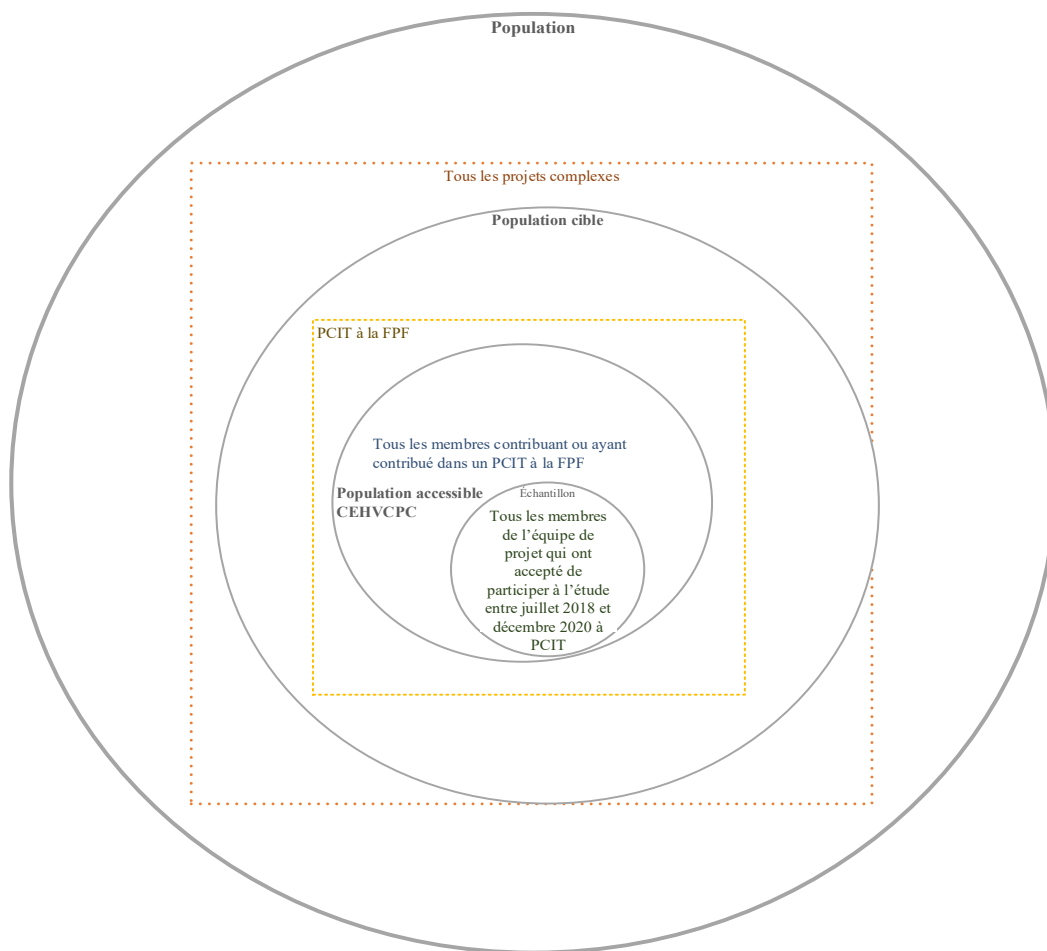 Population
Tous les projets complexes
Population cible
PCIT à la FPF
Tous les membres contribuant ou ayant
contribué dans un PCIT à la FPF
Population accessible
CEHVCPC
Échantillon
Tous les membres
de l’équipe de
projet qui ont
accepté de
participer à l’étude
entre juillet 2018 et
décembre 2020 à
PCIT